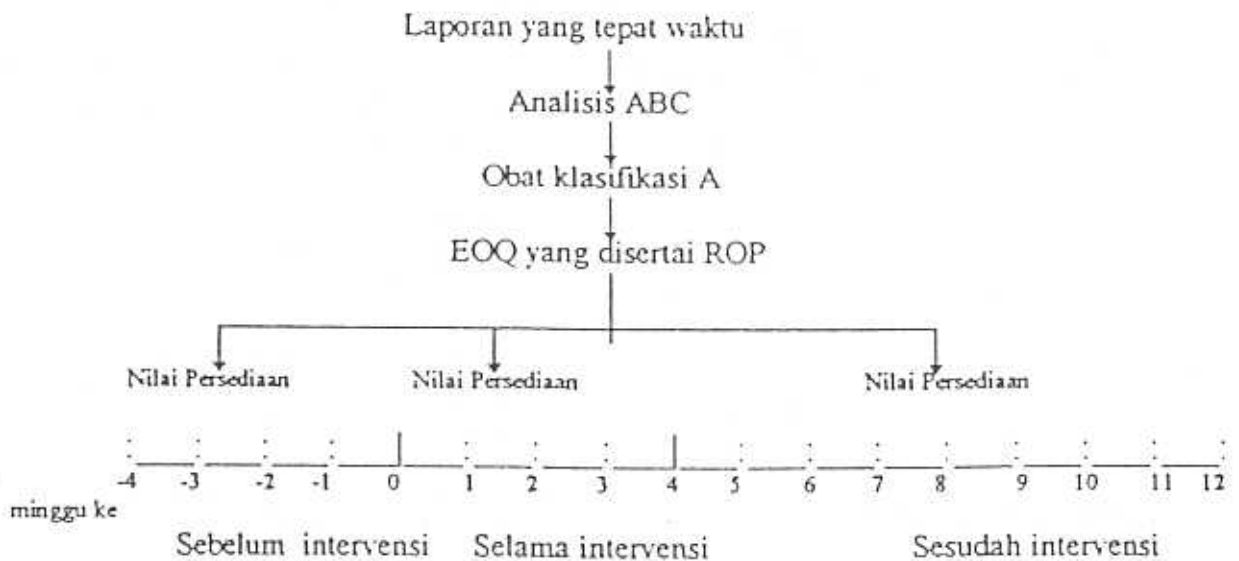 Laporan yang tepat waktu
Analisis ABC
Obat klasifikasi A
EOQ yang disertai ROP
Nilai Persediaan Nilai Persediaan Nilai Persediaan
-4 -3 -2 -1 0 1 2 3 4 5 6 7 8 9 10 11 12
minggu ke
Sebelum intervensi Selama intervensi Sesudah intervensi